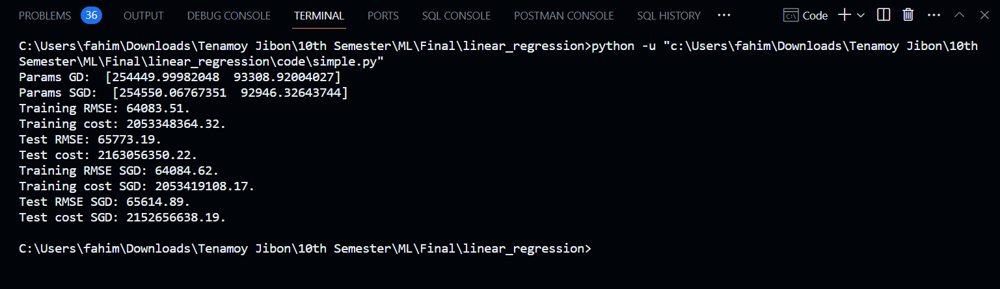 PROBLEMS 36 OUTPUT DEBUG CONSOLE TERMINAL PORTS SQL CONSOLE POSTMAN CONSOLE SQL HISTORY ··· Code ···
C:\Users\fahim\Downloads\Tenamoy Jibon\10th Semester\ML\Final\linear_regression>python -u "c:\Users\fahim\Downloads\Tenamoy Jibon\10th
Semester\ML\Final\linear_regression\code\simple.py"
Params GD:  [254449.99982048  93308.92004027]
Params SGD:  [254550.06767351  92946.32643744]
Training RMSE: 64083.51.
Training cost: 2053348364.32.
Test RMSE: 65773.19.
Test cost: 2163056350.22.
Training RMSE SGD: 64084.62.
Training cost SGD: 2053419108.17.
Test RMSE SGD: 65614.89.
Test cost SGD: 2152656638.19.
C:\Users\fahim\Downloads\Tenamoy Jibon\10th Semester\ML\Final\linear_regression>